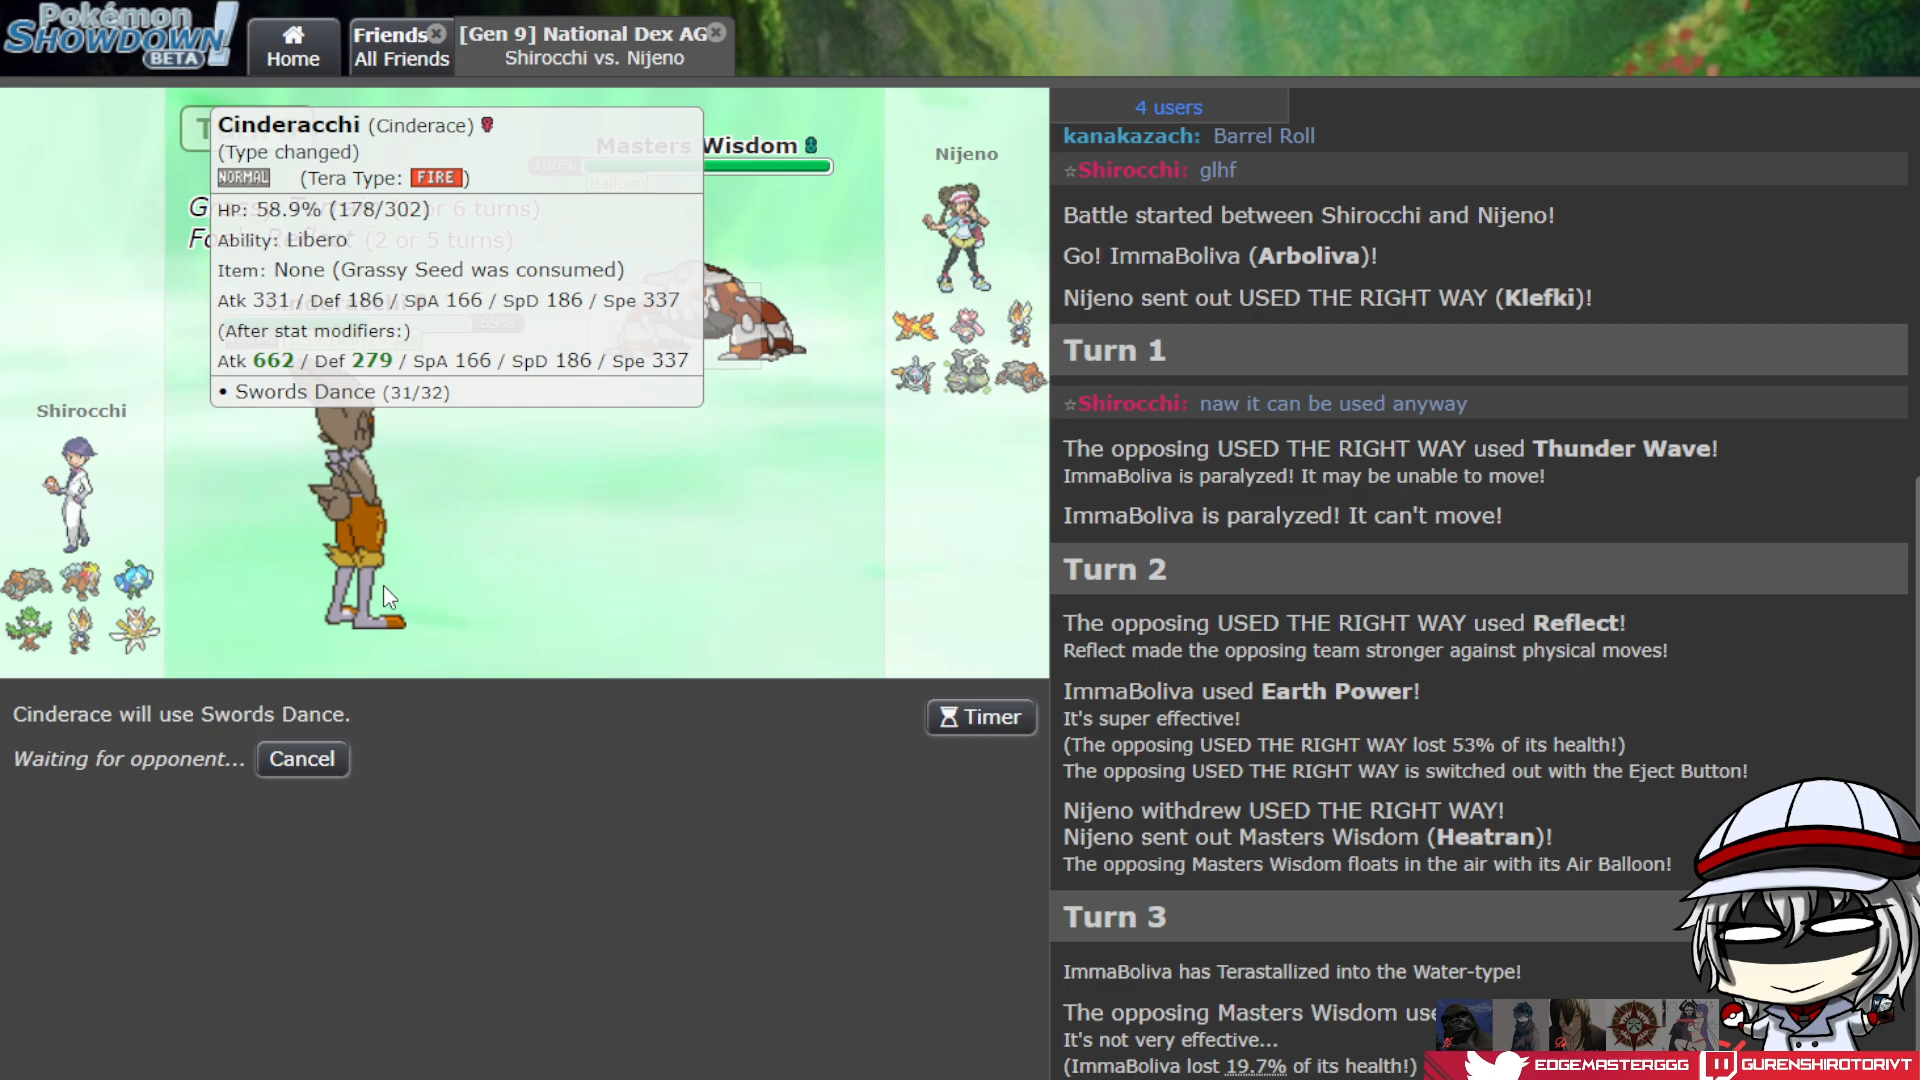 Pokémon
SHOWDOWN!
BETA
Home
Friends
All Friends
[Gen 9] National Dex AG
Shirocchi vs. Nijeno
Cinderacchi (Cinderace)
(Type changed)
NORMAL (Tera Type: FIRE)
HP: 58.9% (178/302)
Ability: Libero
Item: None (Grassy Seed was consumed)
Atk 331 / Def 186 / SpA 166 / SpD 186 / Spe 337
(After stat modifiers:)
Atk 662 / Def 279 / SpA 166 / SpD 186 / Spe 337
• Swords Dance (31/32)
Masters Wisdom
100%
Balloon
or 6 turns)
Reflect (2 or 5 turns)
59%
Nijeno
Shirocchi
Cinderace will use Swords Dance.
Waiting for opponent... Cancel
Timer
4 users
kanakazach: Barrel Roll
☆Shirocchi: glhf
Battle started between Shirocchi and Nijeno!
Go! ImmaBoliva (Arboliva)!
Nijeno sent out USED THE RIGHT WAY (Klefki)!
Turn 1
☆Shirocchi: naw it can be used anyway
The opposing USED THE RIGHT WAY used Thunder Wave!
ImmaBoliva is paralyzed! It may be unable to move!
ImmaBoliva is paralyzed! It can't move!
Turn 2
The opposing USED THE RIGHT WAY used Reflect!
Reflect made the opposing team stronger against physical moves!
ImmaBoliva used Earth Power!
It's super effective!
(The opposing USED THE RIGHT WAY lost 53% of its health!)
The opposing USED THE RIGHT WAY is switched out with the Eject Button!
Nijeno withdrew USED THE RIGHT WAY!
Nijeno sent out Masters Wisdom (Heatran)!
The opposing Masters Wisdom floats in the air with its Air Balloon!
Turn 3
ImmaBoliva has Terastallized into the Water-type!
The opposing Masters Wisdom use
It's not very effective...
(ImmaBoliva lost 19.7% of its health!)
EDGEMASTERGGG
GURENSHIROTORIVT